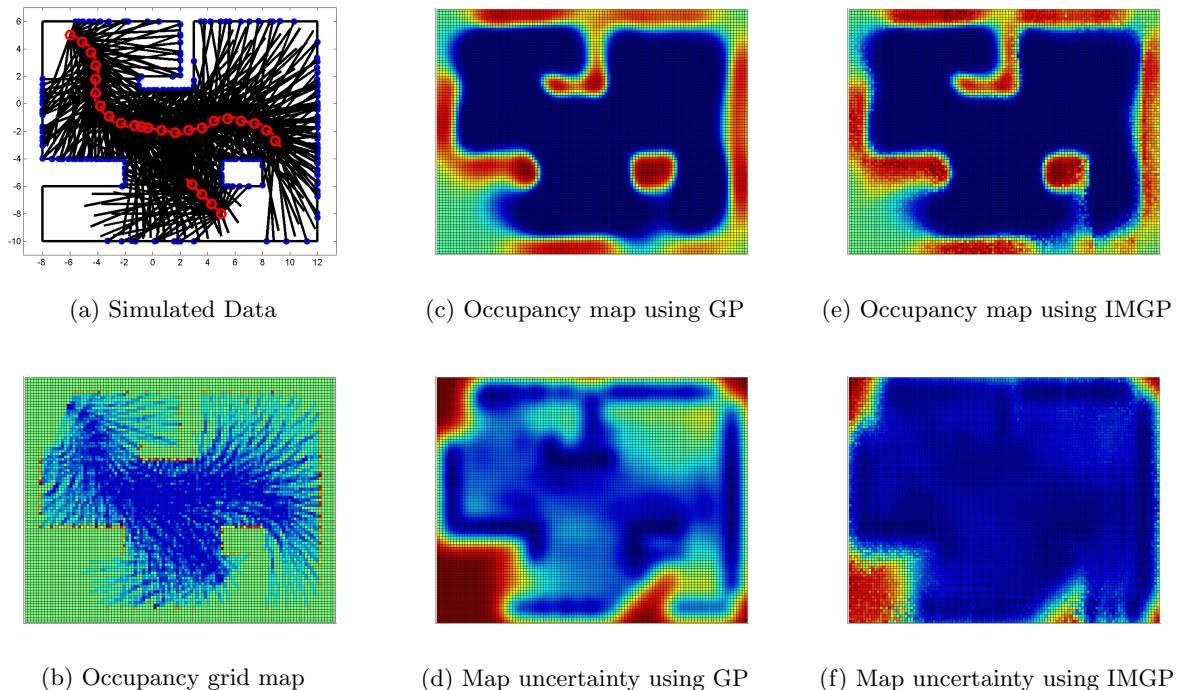 6
4
2
0
-2
-4
-6
-8
-10
-8 -6 -4 -2 0 2 4 6 8 10 12
(a) Simulated Data
(c) Occupancy map using GP
(e) Occupancy map using IMGP
(b) Occupancy grid map
(d) Map uncertainty using GP
(f) Map uncertainty using IMGP